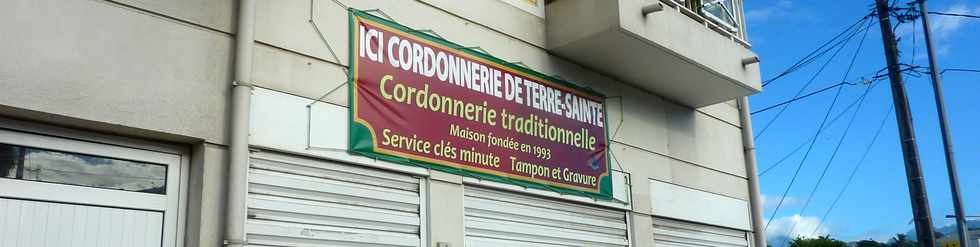 ICI CORDONNERIE DE TERRE-SAINTE
Cordonnerie traditionnelle
Maison fondée en 1993
Service clés minute Tampon et Gravure